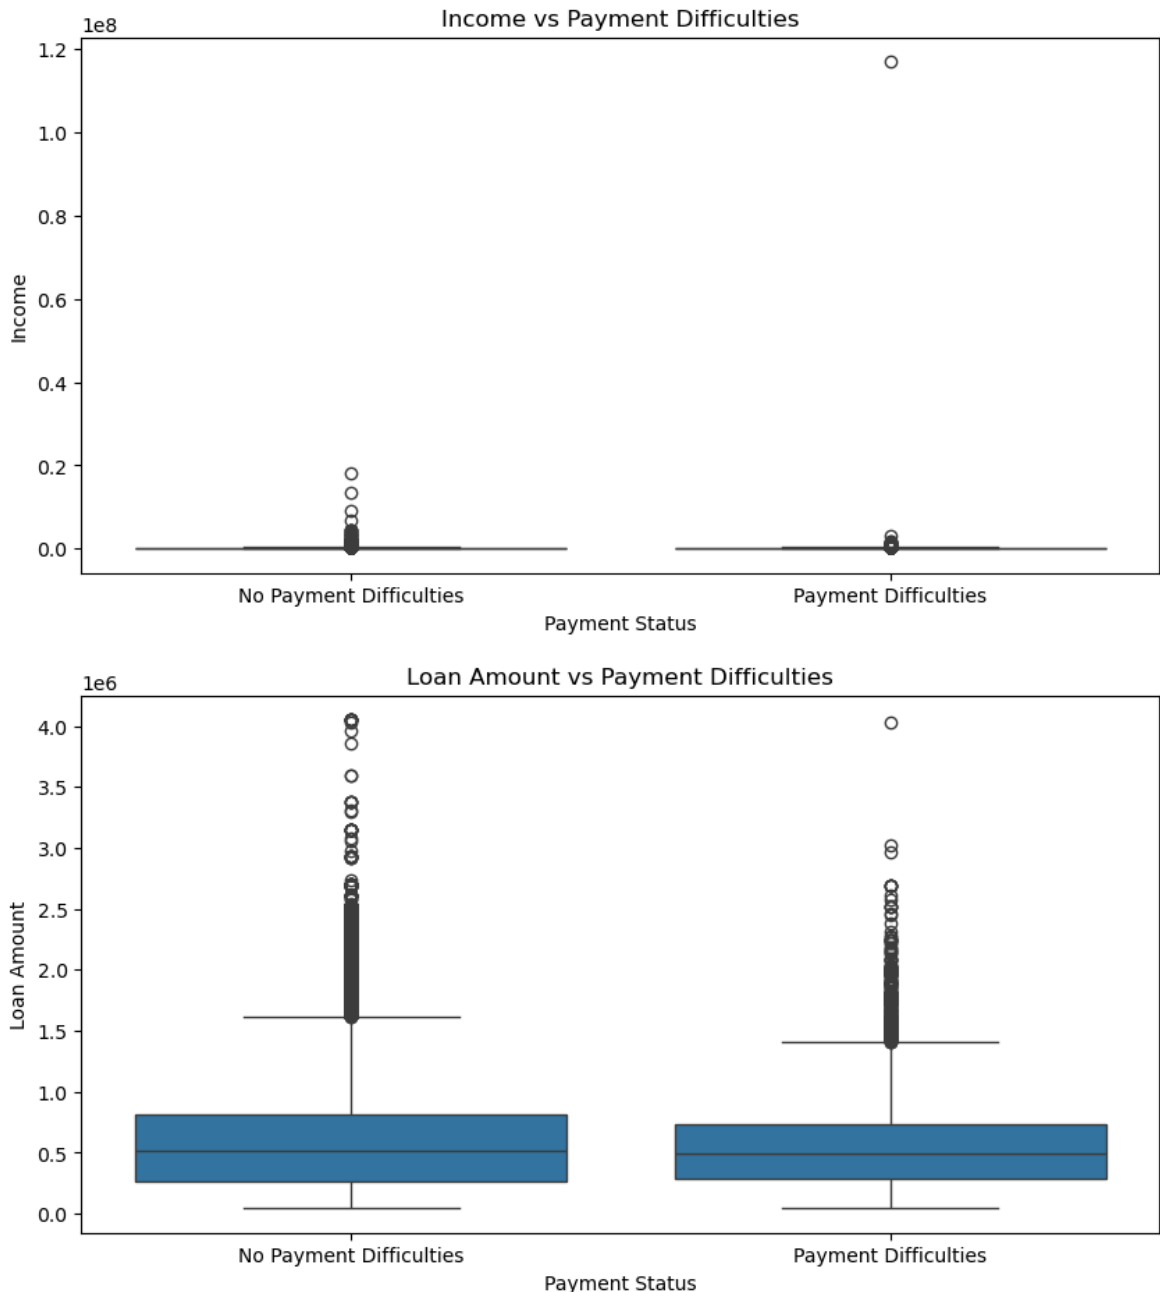 Income vs Payment Difficulties
1e8
1.2
1.0
0.8
0.6
0.4
0.2
0.0
Income
No Payment Difficulties
Payment Difficulties
Payment Status
Loan Amount vs Payment Difficulties
1e6
4.0
3.5
3.0
2.5
2.0
1.5
1.0
0.5
0.0
Loan Amount
No Payment Difficulties
Payment Difficulties
Payment Status